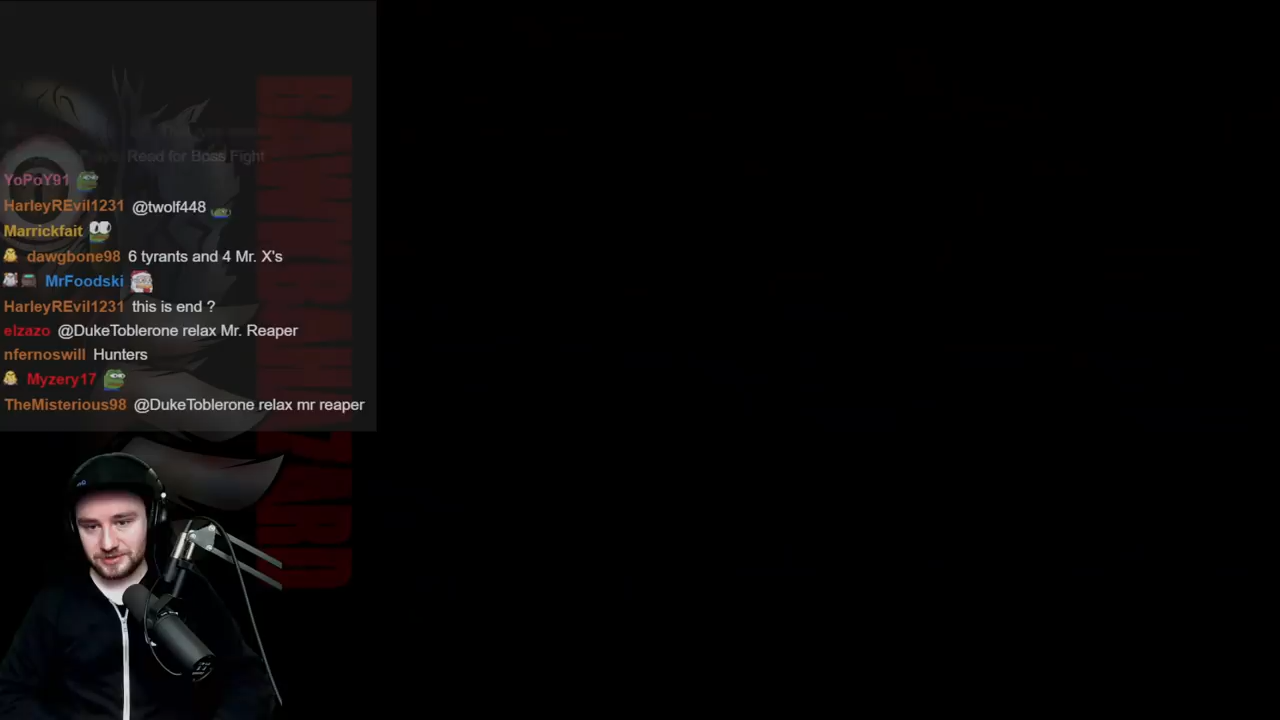 Read for Boss Fight
YoPoY91
HarleyREvil1231 @twolf448
Marrickfait
dawgbone98 6 tyrants and 4 Mr. X's
MrFoodski
HarleyREvil1231 this is end ?
elzazo @DukeToblerone relax Mr. Reaper
nfernoswill Hunters
Myzery17
TheMisterious98 @DukeToblerone relax mr reaper